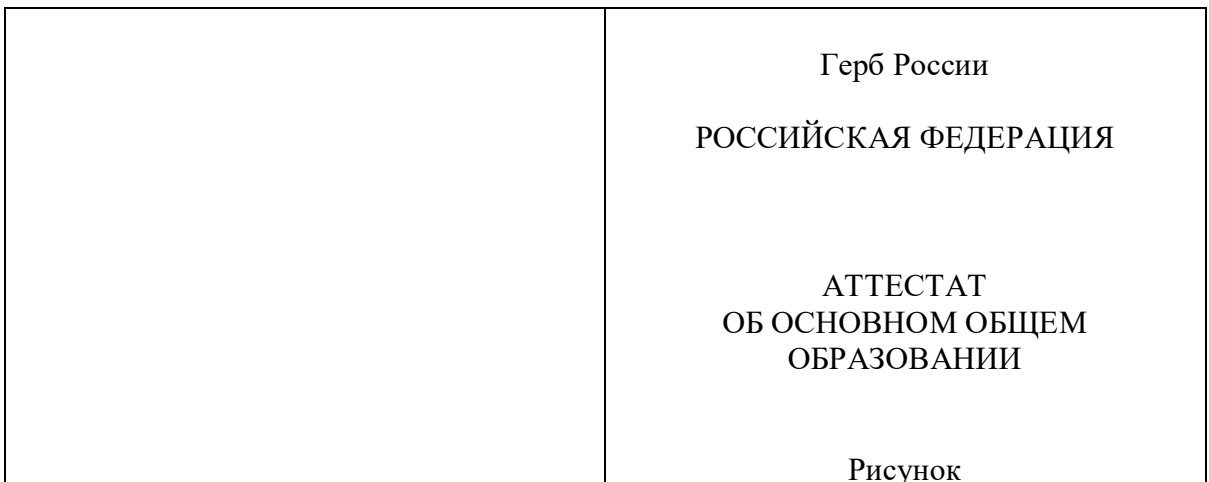 Герб России
РОССИЙСКАЯ ФЕДЕРАЦИЯ
АТТЕСТАТ
ОБ ОСНОВНОМ ОБЩЕМ
ОБРАЗОВАНИИ
Рисунок